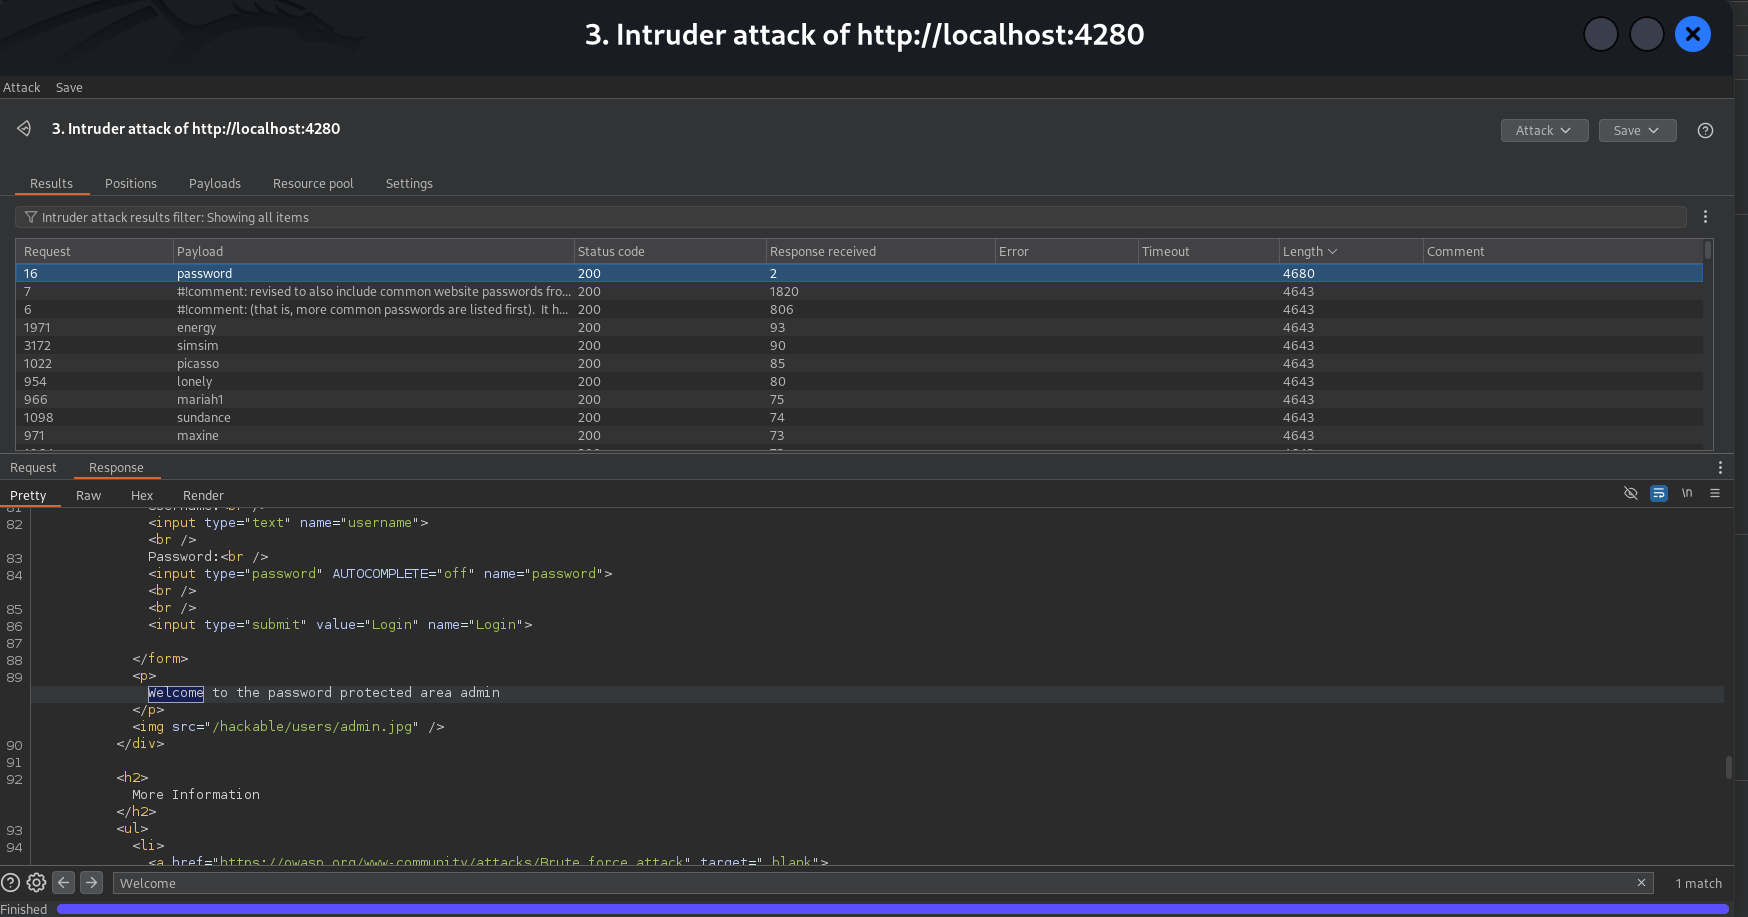 3. Intruder attack of http://localhost:4280
Attack Save
3. Intruder attack of http://localhost:4280
Attack Save
Results Positions Payloads Resource pool Settings
Intruder attack results filter: Showing all items
Request Payload Status code Response received Error Timeout Length Comment
16 password 200 2 4680
7 #!comment: revised to also include common website passwords fro... 200 1820 4643
6 #!comment: (that is, more common passwords are listed first). It h... 200 806 4643
1971 energy 200 93 4643
3172 simsim 200 90 4643
1022 picasso 200 85 4643
954 lonely 200 80 4643
966 mariah1 200 75 4643
1098 sundance 200 74 4643
971 maxine 200 73 4643
Request Response
Pretty Raw Hex Render
\n
81 Username:<br />
82 <input type="text" name="username">
<br />
83 Password:<br />
84 <input type="password" AUTOCOMPLETE="off" name="password">
<br />
85 <br />
86 <input type="submit" value="Login" name="Login">
87
88 </form>
89 <p>
Welcome to the password protected area admin
</p>
<img src="/hackable/users/admin.jpg" />
90 </div>
91
92 <h2>
More Information
</h2>
93 <ul>
94 <li>
<a href="https://owasp.org/www-community/attacks/Brute_force_attack" target="_blank">
Welcome 1 match
Finished